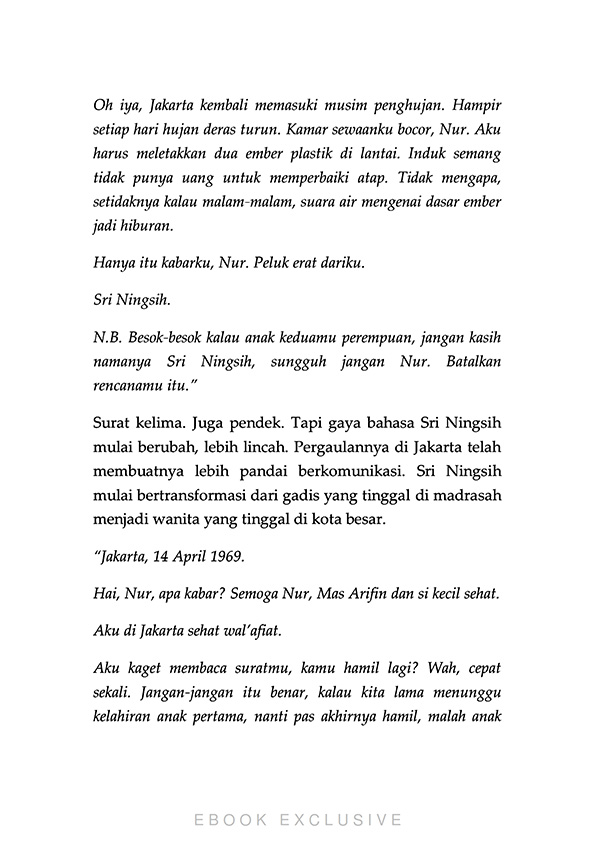 Oh iya, Jakarta kembali memasuki musim penghujan. Hampir
setiap hari hujan deras turun. Kamar sewaanku bocor, Nur. Aku
harus meletakkan dua ember plastik di lantai. Induk semang
tidak punya uang untuk memperbaiki atap. Tidak mengapa,
setidaknya kalau malam-malam, suara air mengenai dasar ember
jadi hiburan.
Hanya itu kabarku, Nur. Peluk erat dariku.
Sri Ningsih.
N.B. Besok-besok kalau anak keduamu perempuan, jangan kasih
namanya Sri Ningsih, sungguh jangan Nur. Batalkan
rencanamu itu.”
Surat kelima. Juga pendek. Tapi gaya bahasa Sri Ningsih
mulai berubah, lebih lincah. Pergaulannya di Jakarta telah
membuatnya lebih pandai berkomunikasi. Sri Ningsih
mulai bertransformasi dari gadis yang tinggal di madrasah
menjadi wanita yang tinggal di kota besar.
“Jakarta, 14 April 1969.
Hai, Nur, apa kabar? Semoga Nur, Mas Arifin dan si kecil sehat.
Aku di Jakarta sehat wal’afiat.
Aku kaget membaca suratmu, kamu hamil lagi? Wah, cepat
sekali. Jangan-jangan itu benar, kalau kita lama menunggu
kelahiran anak pertama, nanti pas akhirnya hamil, malah anak
EBOOK EXCLUSIVE